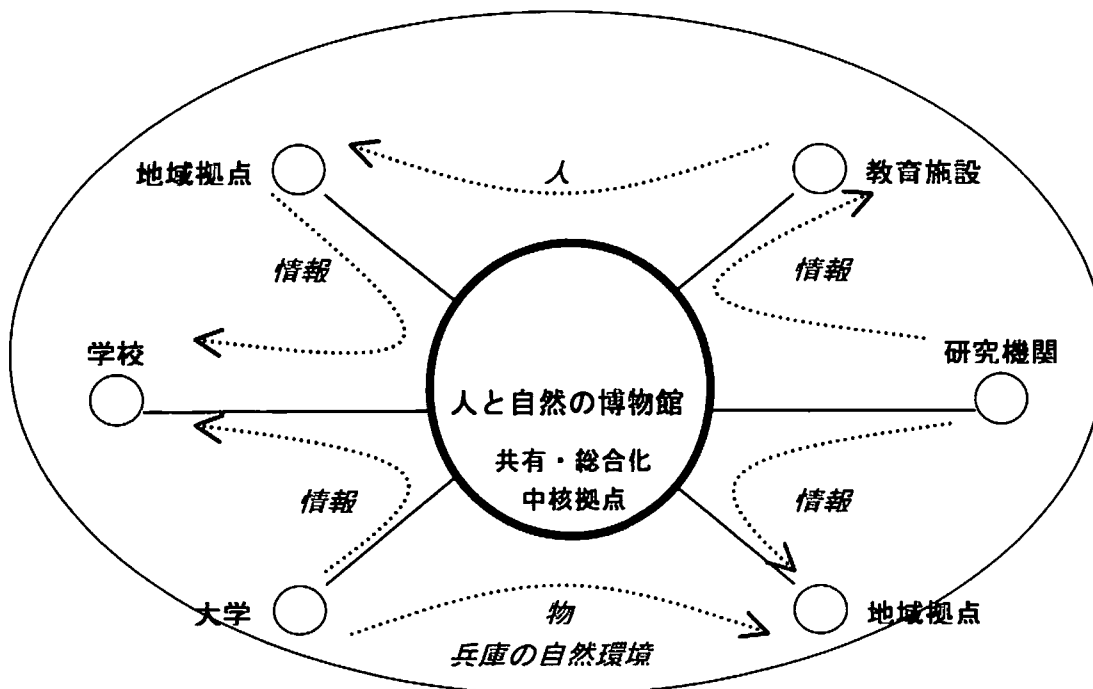 人
地域拠点
教育施設
情報
情報
学校
研究機関
人と自然の博物館
共有・総合化
中核拠点
情報
情報
大学
物
地域拠点
兵庫の自然環境